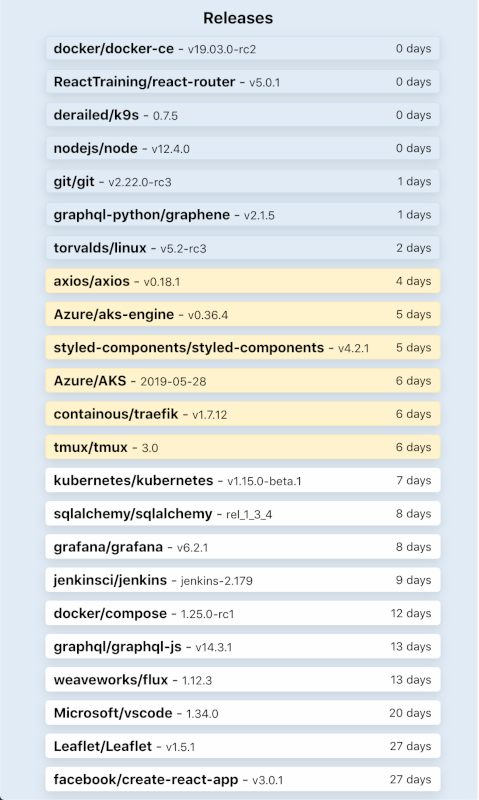 Releases
docker/docker-ce - v19.03.0-rc2 0 days
ReactTraining/react-router - v5.0.1 0 days
derailed/k9s - 0.7.5 0 days
nodejs/node - v12.4.0 0 days
git/git - v2.22.0-rc3 1 days
graphql-python/graphene - v2.1.5 1 days
torvalds/linux - v5.2-rc3 2 days
axios/axios - v0.18.1 4 days
Azure/aks-engine - v0.36.4 5 days
styled-components/styled-components - v4.2.1 5 days
Azure/AKS - 2019-05-28 6 days
containous/traefik - v1.7.12 6 days
tmux/tmux - 3.0 6 days
kubernetes/kubernetes - v1.15.0-beta.1 7 days
sqlalchemy/sqlalchemy - rel_1_3_4 8 days
grafana/grafana - v6.2.1 8 days
jenkinsci/jenkins - jenkins-2.179 9 days
docker/compose - 1.25.0-rc1 12 days
graphql/graphql-js - v14.3.1 13 days
weaveworks/flux - 1.12.3 13 days
Microsoft/vscode - 1.34.0 20 days
Leaflet/Leaflet - v1.5.1 27 days
facebook/create-react-app - v3.0.1 27 days